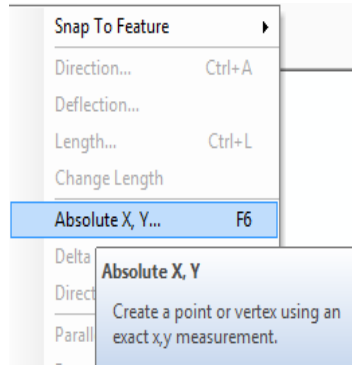 Snap To Feature
Direction... Ctrl+A
Deflection...
Length... Ctrl+L
Change Length
Absolute X, Y... F6
Delta
Absolute X, Y
Direct
Create a point or vertex using an
Parall
exact x,y measurement.